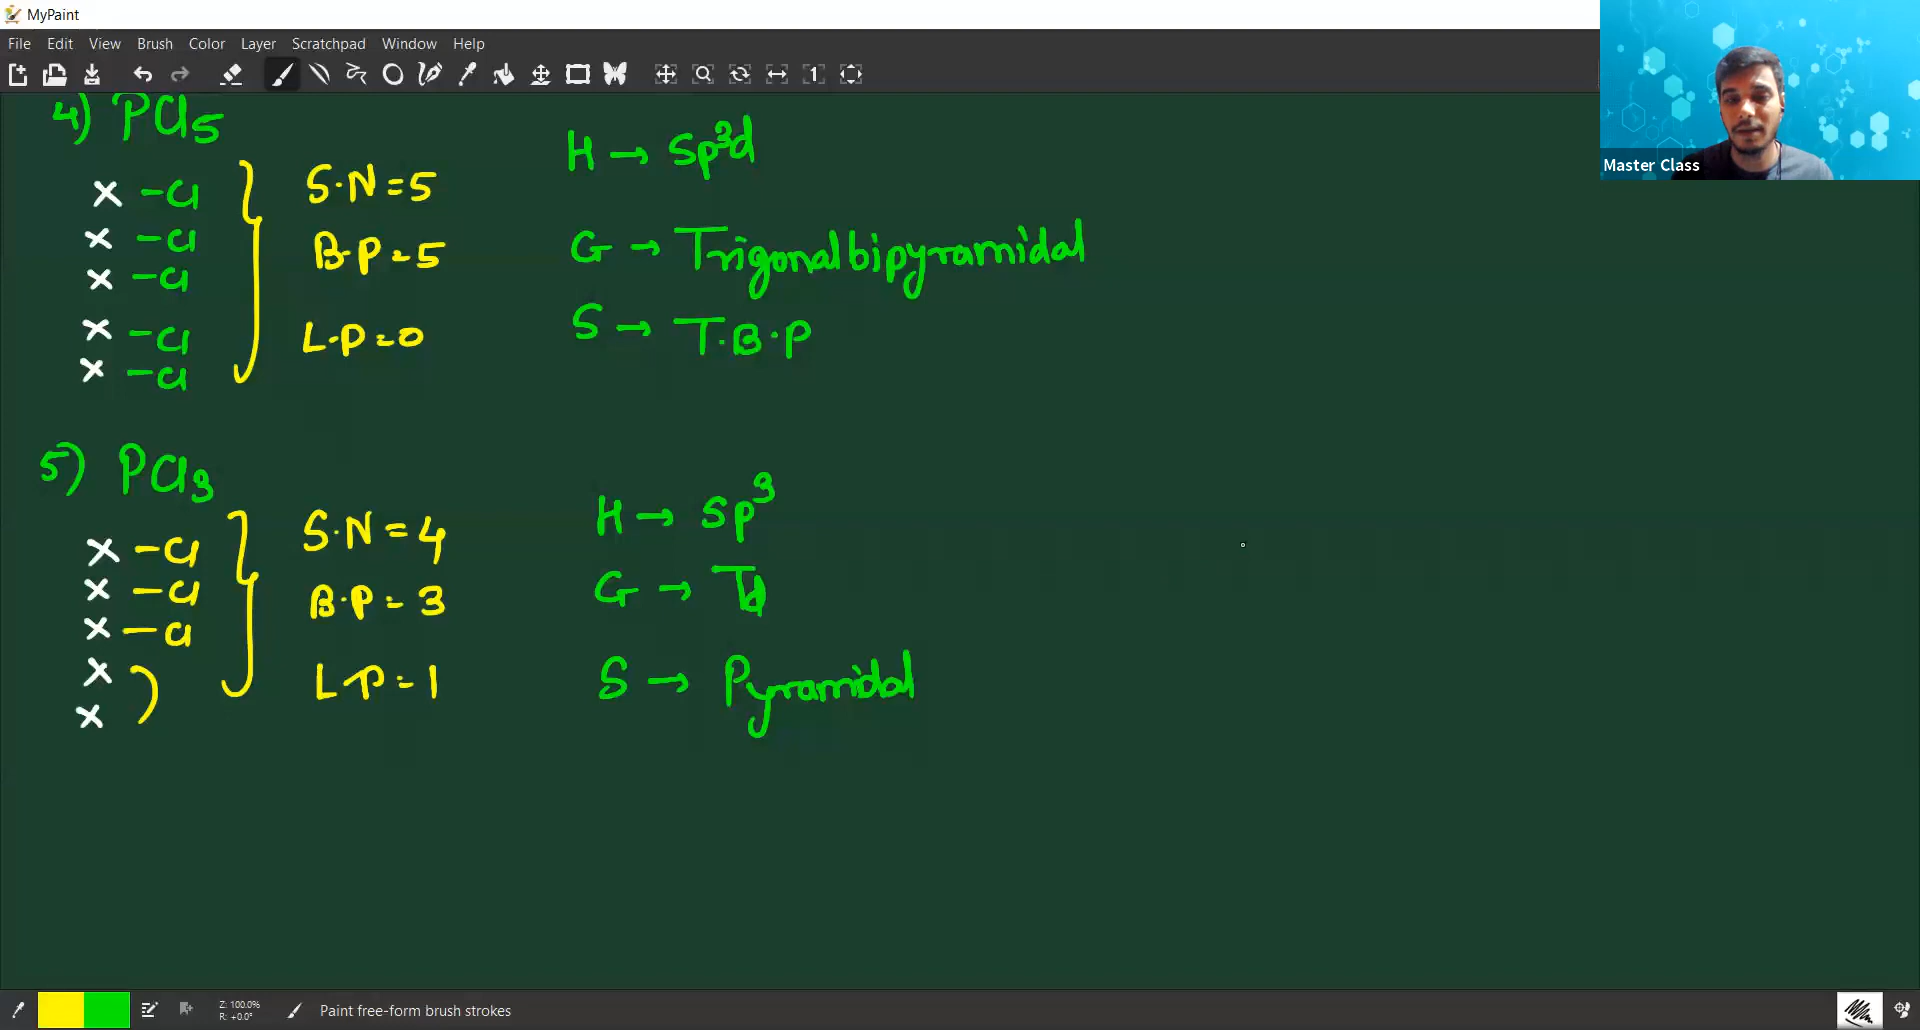 MyPaint
File Edit View Brush Color Layer Scratchpad Window Help
Master Class
4) PCl5
× -Cl
× -Cl
× -Cl
× -Cl
× -Cl
S.N = 5
B.P = 5
L.P = 0
H → Sp³d
G → Trigonalbipyramidal
S → T.B.P
5) PCl3
× -Cl
× -Cl
× -Cl
×
×
S.N = 4
B.P = 3
L.P = 1
H → Sp³
G → Td
S → Pyramidal
Z: 100.0%
R: +0.0°
Paint free-form brush strokes